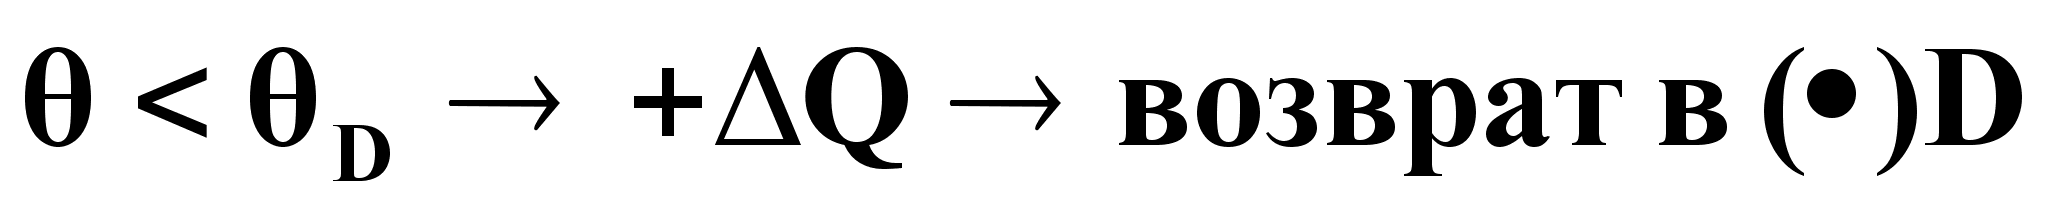 θ < θD → +ΔQ → возврат в (•)D